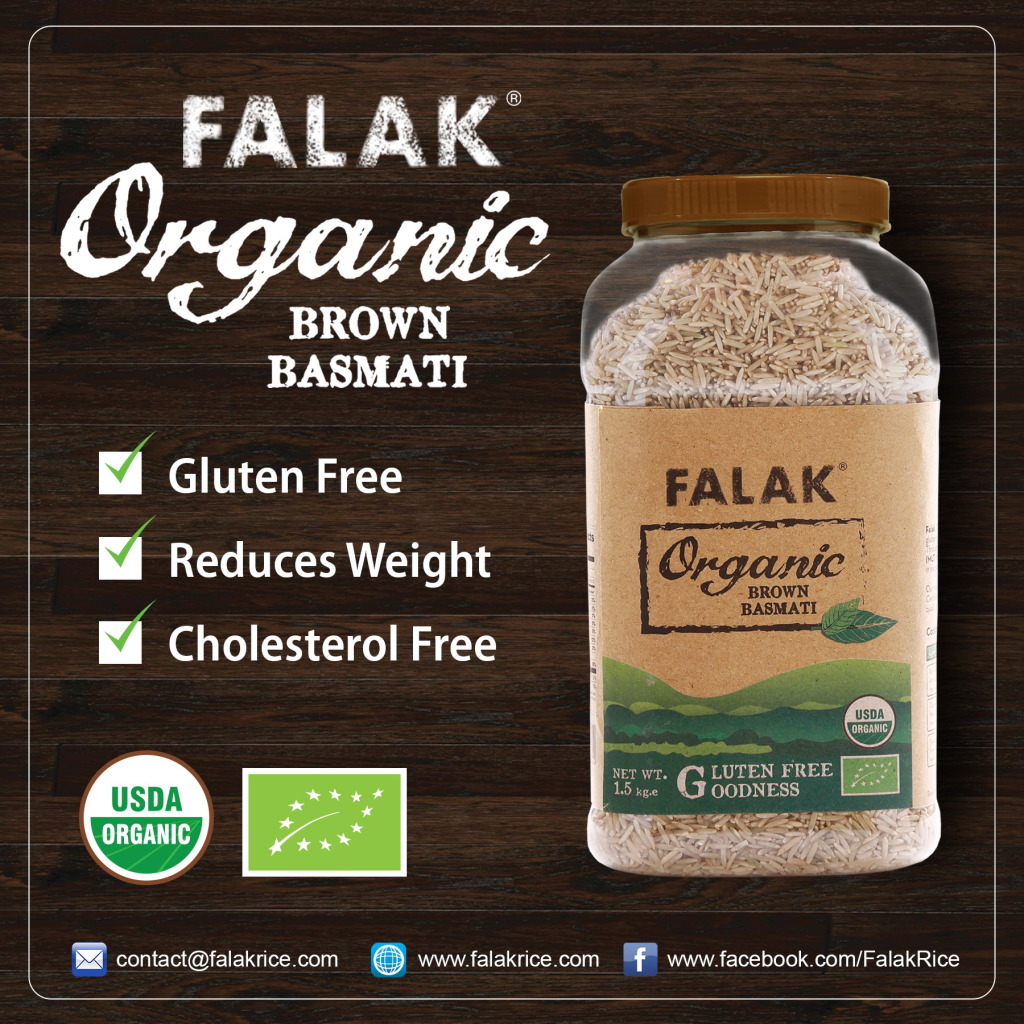 FALAK®
Organic
BROWN
BASMATI
Gluten Free
Reduces Weight
Cholesterol Free
USDA
ORGANIC
FALAK®
Organic
BROWN
BASMATI
USDA
ORGANIC
NET WT.
1.5 kg.e
GLUTEN FREE
GOODNESS
contact@falakrice.com
www.falakrice.com
www.facebook.com/FalakRice